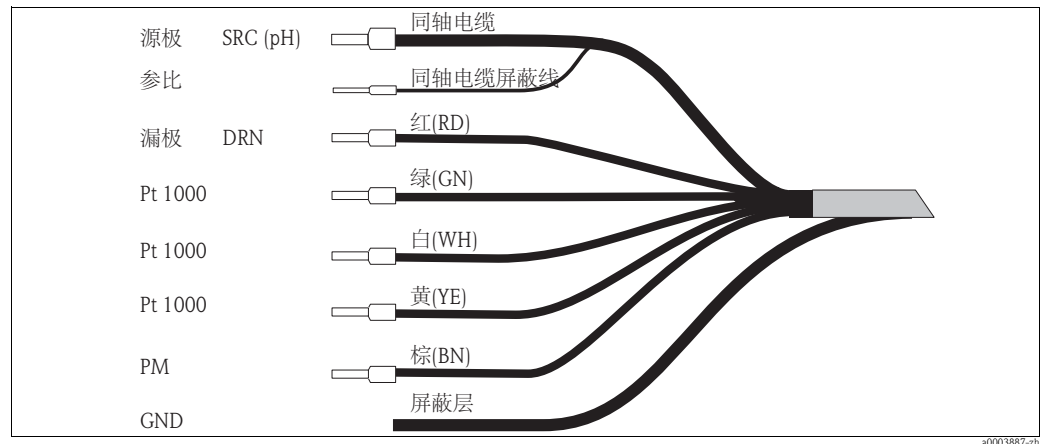 源极 SRC (pH) 同轴电缆
参比 同轴电缆屏蔽线
漏极 DRN 红(RD)
Pt 1000 绿(GN)
Pt 1000 白(WH)
Pt 1000 黄(YE)
PM 棕(BN)
GND 屏蔽层
a0003887-zh